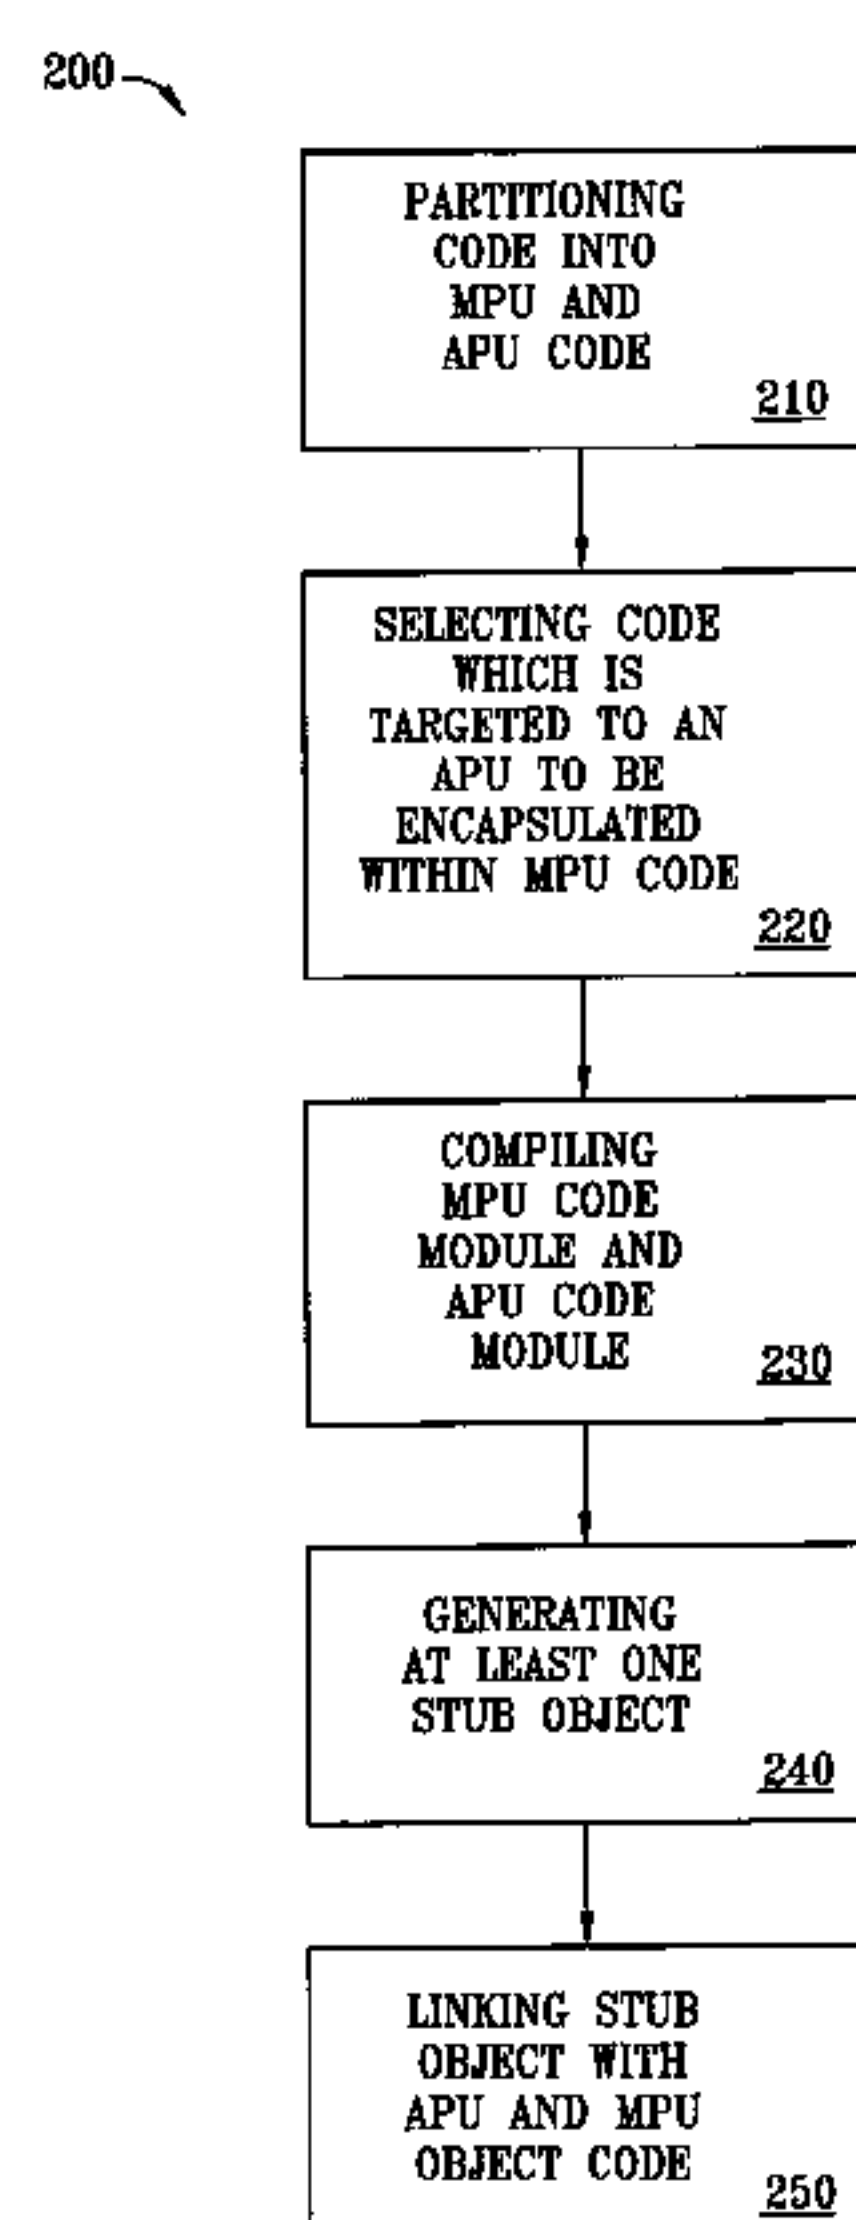 200
PARTITIONING
CODE INTO
MPU AND
APU CODE
210
SELECTING CODE
WHICH IS
TARGETED TO AN
APU TO BE
ENCAPSULATED
WITHIN MPU CODE
220
COMPILING
MPU CODE
MODULE AND
APU CODE
MODULE
230
GENERATING
AT LEAST ONE
STUB OBJECT
240
LINKING STUB
OBJECT WITH
APU AND MPU
OBJECT CODE
250